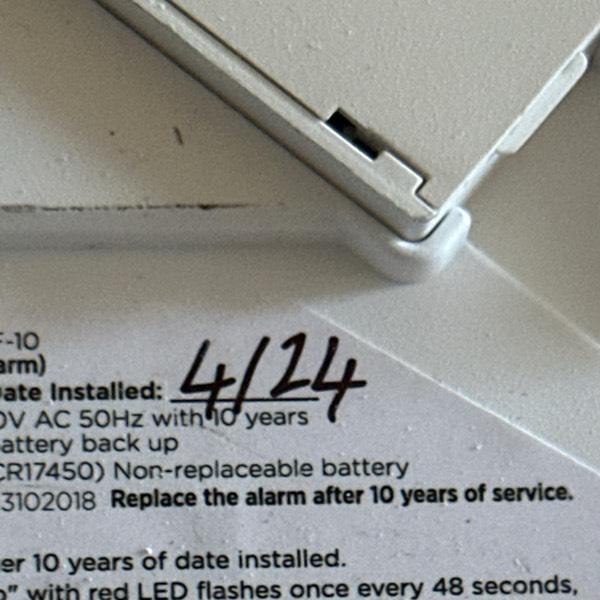 F-10
arm)
Date Installed: 4/24
0V AC 50Hz with 10 years
attery back up
CR17450) Non-replaceable battery
3102018 Replace the alarm after 10 years of service.
er 10 years of date installed.
p” with red LED flashes once every 48 seconds,